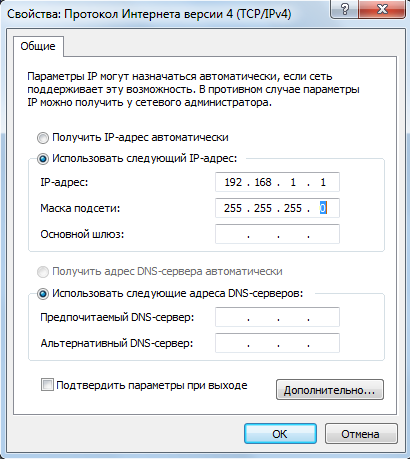 Свойства: Протокол Интернета версии 4 (TCP/IPv4)
Общие
Параметры IP могут назначаться автоматически, если сеть
поддерживает эту возможность. В противном случае параметры
IP можно получить у сетевого администратора.
Получить IP-адрес автоматически
Использовать следующий IP-адрес:
IP-адрес: 192 . 168 . 1 . 1
Маска подсети: 255 . 255 . 255 . 0
Основной шлюз: . . .
Получить адрес DNS-сервера автоматически
Использовать следующие адреса DNS-серверов:
Предпочитаемый DNS-сервер: . . .
Альтернативный DNS-сервер: . . .
Подтвердить параметры при выходе
Дополнительно...
OK Отмена